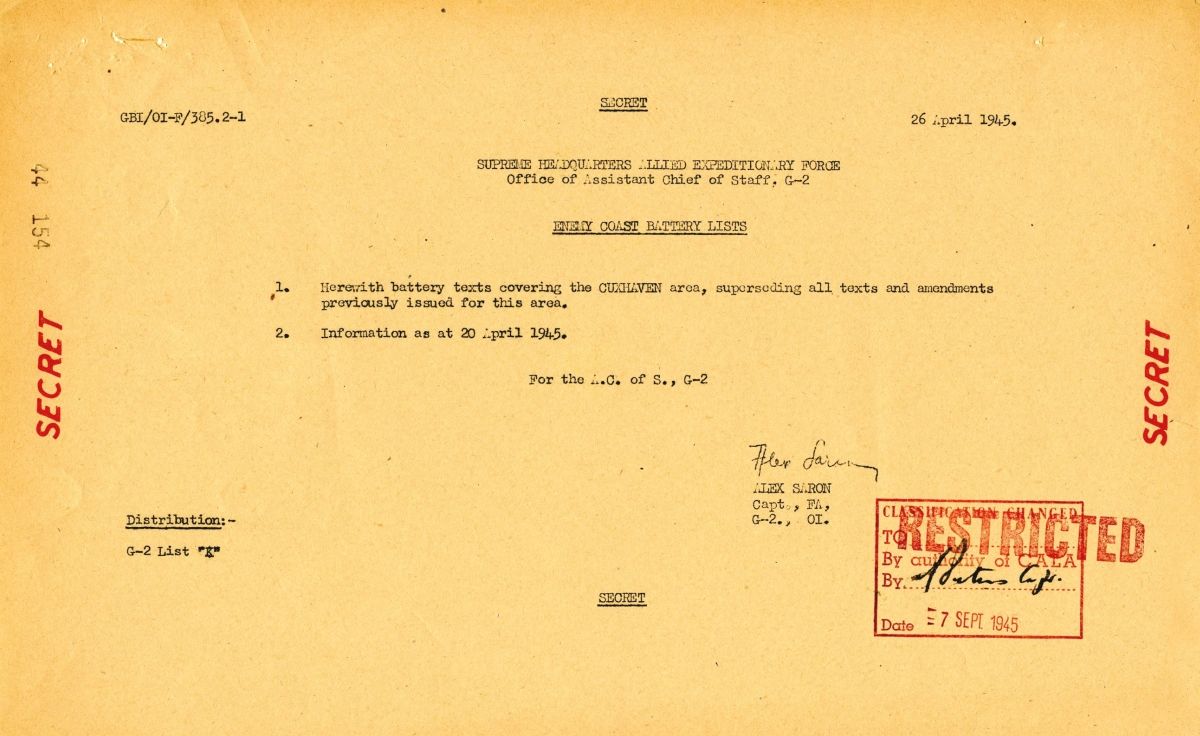 SECRET
GBI/OI-F/385.2-1
26 April 1945.
SUPREME HEADQUARTERS ALLIED EXPEDITIONARY FORCE
Office of Assistant Chief of Staff, G-2
ENEMY COAST BATTERY LISTS
1. Herewith battery texts covering the CUXHAVEN area, superseding all texts and amendments
previously issued for this area.
2. Information as at 20 April 1945.
For the A.C. of S., G-2
Alex Saron
ALEX SARON
Capt., FA,
G-2., OI.
Distribution:-
G-2 List "K"
SECRET
44 154
SECRET
SECRET
CLASSIFICATION CHANGED
TO RESTRICTED
By authority of CALA
By
Date 7 SEPT 1945